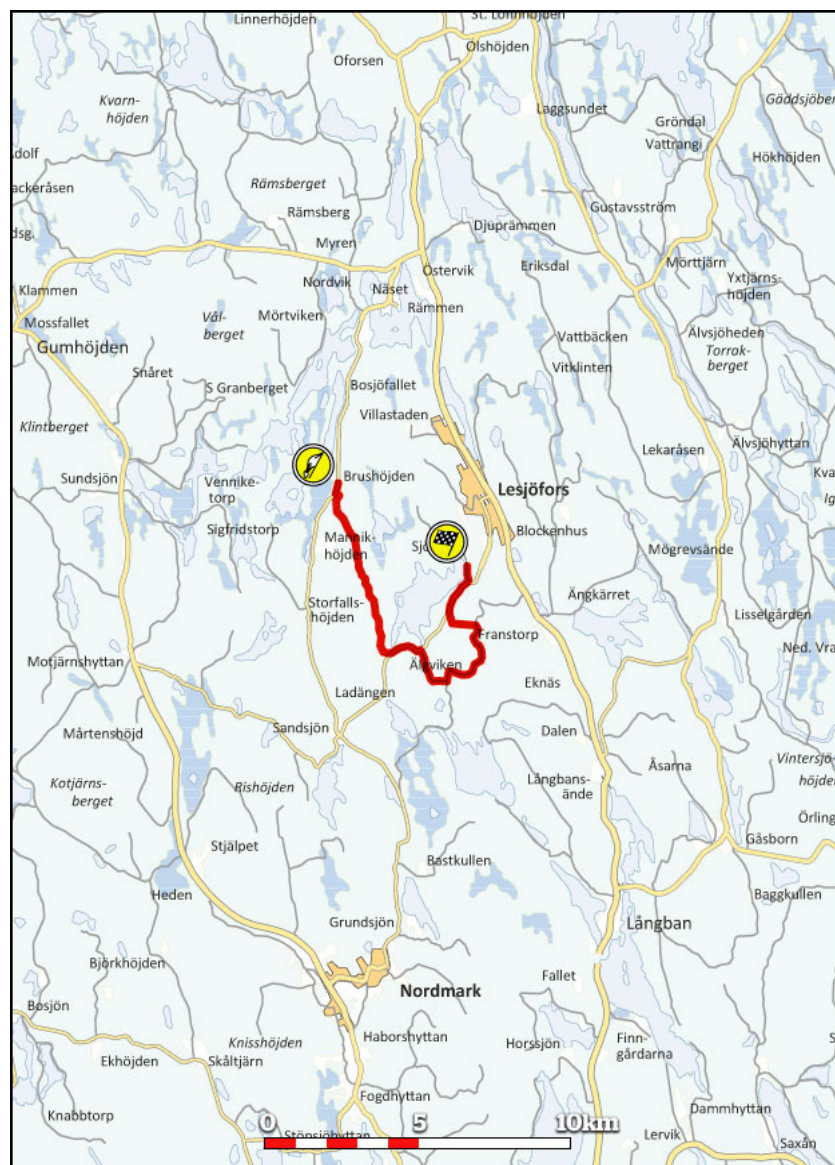 St. Lönnhöjden
Linnerhöjden
Olshöjden
Oforsen
Kvarn-
höjden
Laggsundet
Gäddsjöber
Gröndal
Vattrangi
Hökhöjden
ackeråsen
Rämsberget
Rämsberg
Gustavsström
Djuprämmen
dsg.
Myren
Östervik
Eriksdal
Mörttjärn
Klammen
Nordvik
Näset
Yxtjärns-
höjden
Rämmen
Mossfallet
Vål-
berget
Mörtviken
Vattbäcken
Älvsjöheden
Gumhöjden
Torrak-
berget
Snåret
Vitklinten
S Granberget
Bosjöfallet
Villastaden
Klintberget
Lekaråsen
Älvsjöhyttan
Sundsjön
Vennike-
torp
Brushöjden
Lesjöfors
Kva
Sigfridstorp
Mannik-
höjden
Blockenhus
Mögrevsände
Ängkärret
Storfalls-
höjden
Lisselgården
Franstorp
Ned. Vra
Motjärnshyttan
Älgviken
Ladängen
Eknäs
Mårtenshöjd
Sandsjön
Dalen
Åsarna
Vintersjö-
höjden
Kotjärns-
berget
Rishöjden
Långbans-
ände
Örling
Stjälpet
Gåsborn
Bastkullen
Heden
Baggkullen
Grundsjön
Långban
Björkhöjden
Nordmark
Fallet
Bosjön
Knisshöjden
Haborshyttan
Horssjön
Finn-
gårdarna
Ekhöjden
Skåltjärn
Fogdhyttan
Knabbtorp
Dammhyttan
0 5 10km
Stöpsjöhyttan
Lervik
Saxån